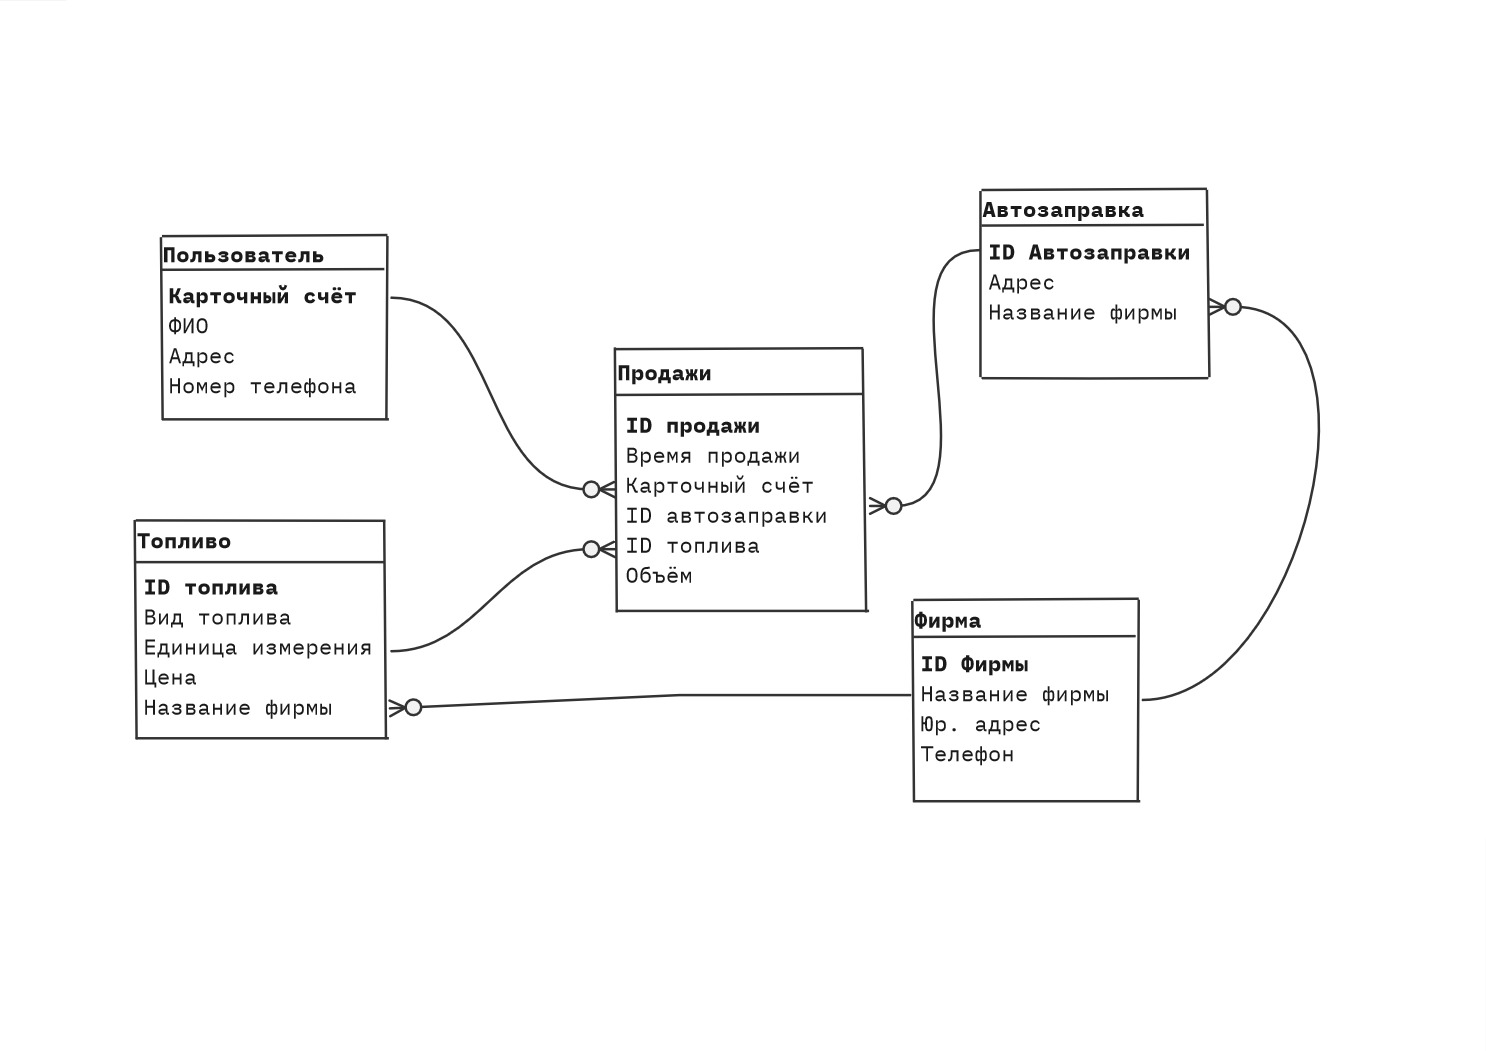 Пользователь
Карточный счёт
ФИО
Адрес
Номер телефона
Топливо
ID топлива
Вид топлива
Единица измерения
Цена
Название фирмы
Продажи
ID продажи
Время продажи
Карточный счёт
ID автозаправки
ID топлива
Объём
Автозаправка
ID Автозаправки
Адрес
Название фирмы
Фирма
ID Фирмы
Название фирмы
Юр. адрес
Телефон